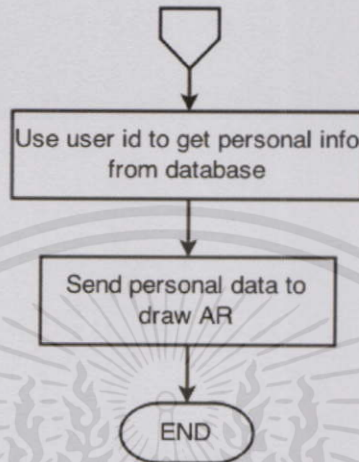 Use user id to get personal info
from database
Send personal data to
draw AR
END